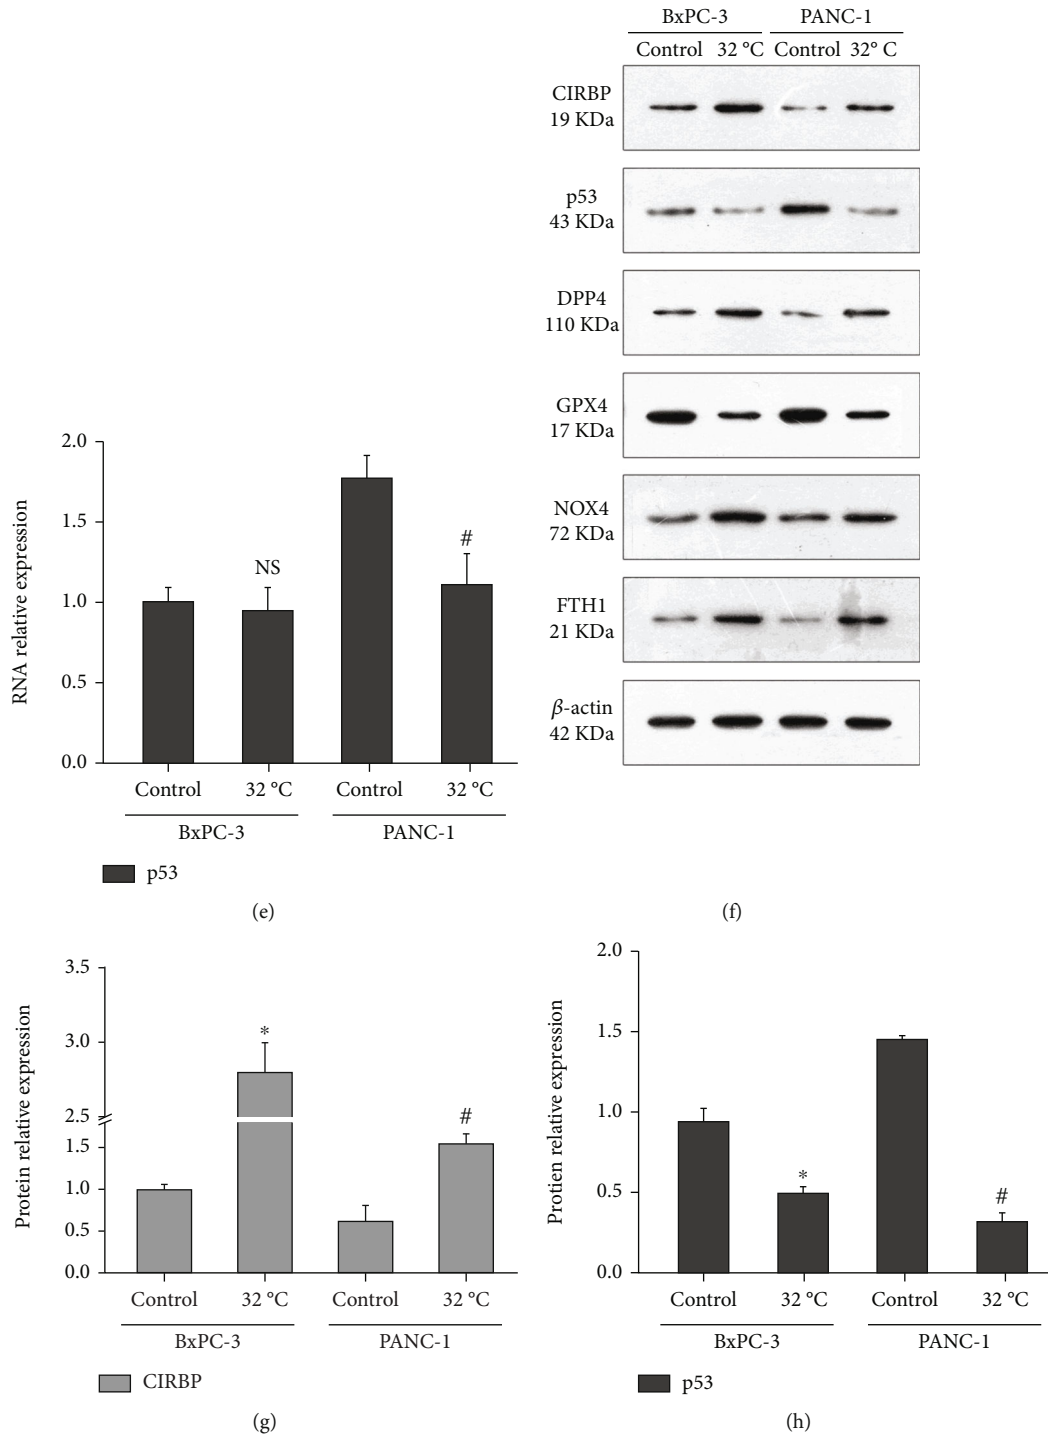 BxPC-3 PANC-1
Control 32 °C Control 32° C
CIRBP
19 KDa
p53
43 KDa
DPP4
110 KDa
GPX4
17 KDa
NOX4
72 KDa
FTH1
21 KDa
β-actin
42 KDa
(f)
RNA relative expression
2.0
1.5
1.0
0.5
0.0
NS
#
Control 32 °C Control 32 °C
BxPC-3 PANC-1
p53
(e)
Protein relative expression
3.5
3.0
2.5
1.5
1.0
0.5
0.0
*
#
Control 32 °C Control 32 °C
BxPC-3 PANC-1
CIRBP
(g)
Protien relative expression
2.0
1.5
1.0
0.5
0.0
*
#
Control 32 °C Control 32 °C
BxPC-3 PANC-1
p53
(h)